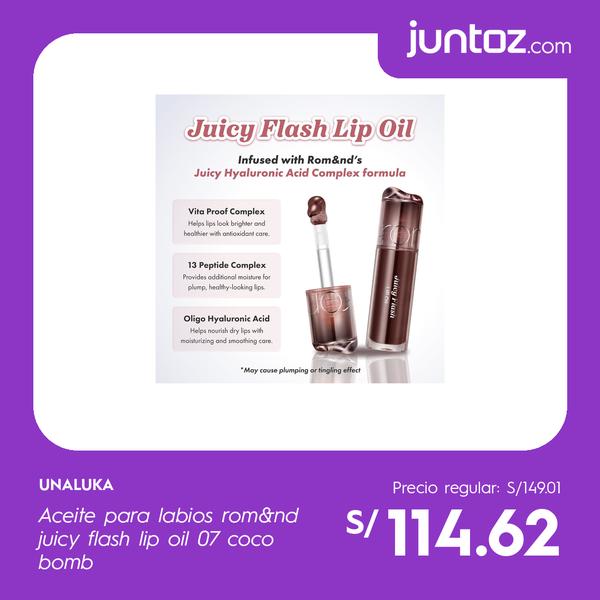 juntoz.com
Juicy Flash Lip Oil
Infused with Rom&nd's
Juicy Hyaluronic Acid Complex formula
Vita Proof Complex
Helps lips look brighter and
healthier with antioxidant care.
13 Peptide Complex
Provides additional moisture for
plump, healthy-looking lips.
Oligo Hyaluronic Acid
Helps nourish dry lips with
moisturizing and smoothing care.
Juicy Flash
*May cause plumping or tingling effect
UNALUKA
Aceite para labios rom&nd
juicy flash lip oil 07 coco
bomb
Precio regular: S/149.01
S/114.62